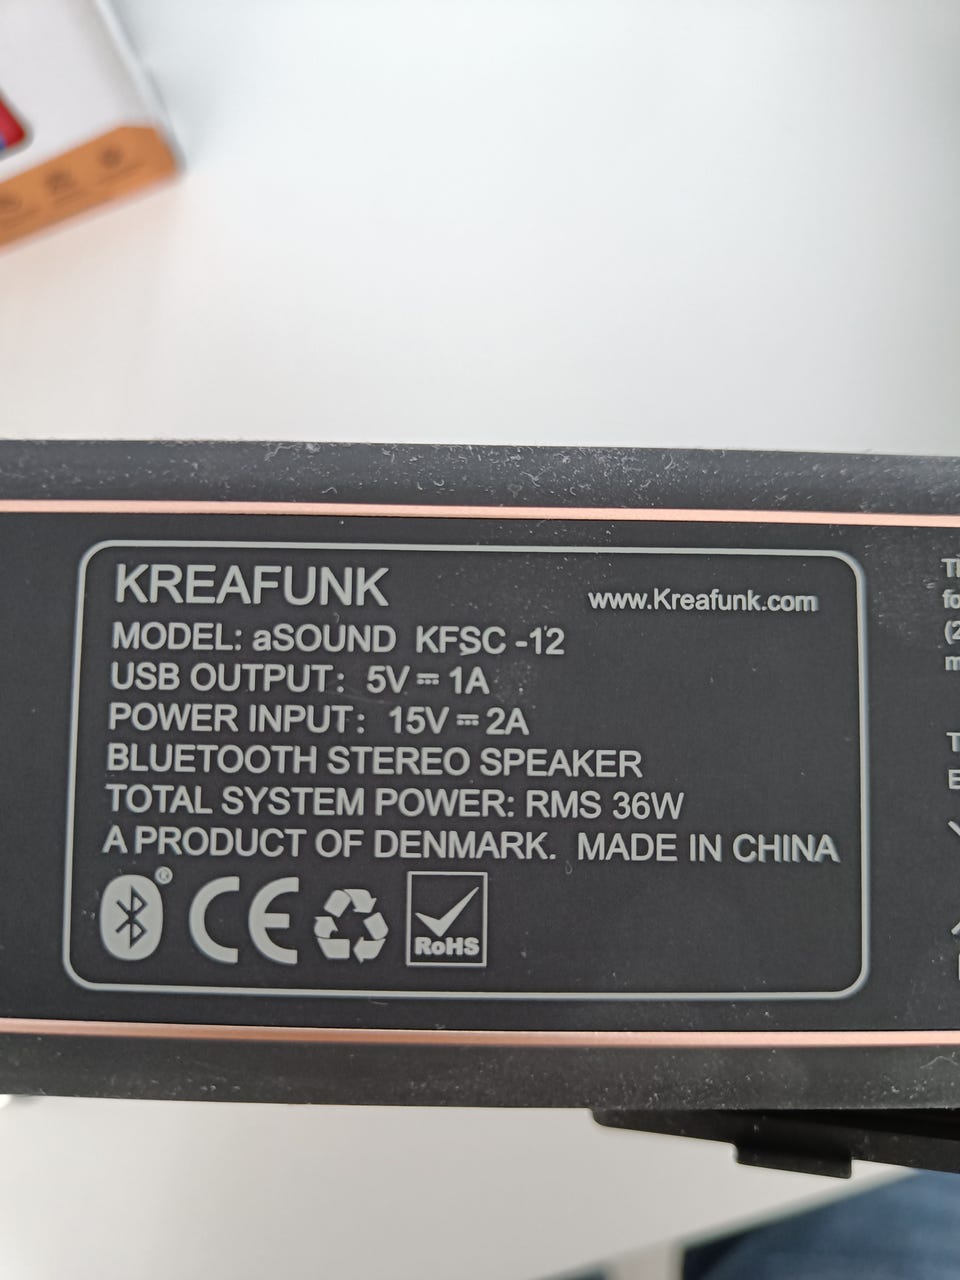 KREAFUNK
www.Kreafunk.com
MODEL: aSOUND KFSC -12
USB OUTPUT: 5V⎓1A
POWER INPUT: 15V⎓2A
BLUETOOTH STEREO SPEAKER
TOTAL SYSTEM POWER: RMS 36W
A PRODUCT OF DENMARK. MADE IN CHINA
® CE RoHS